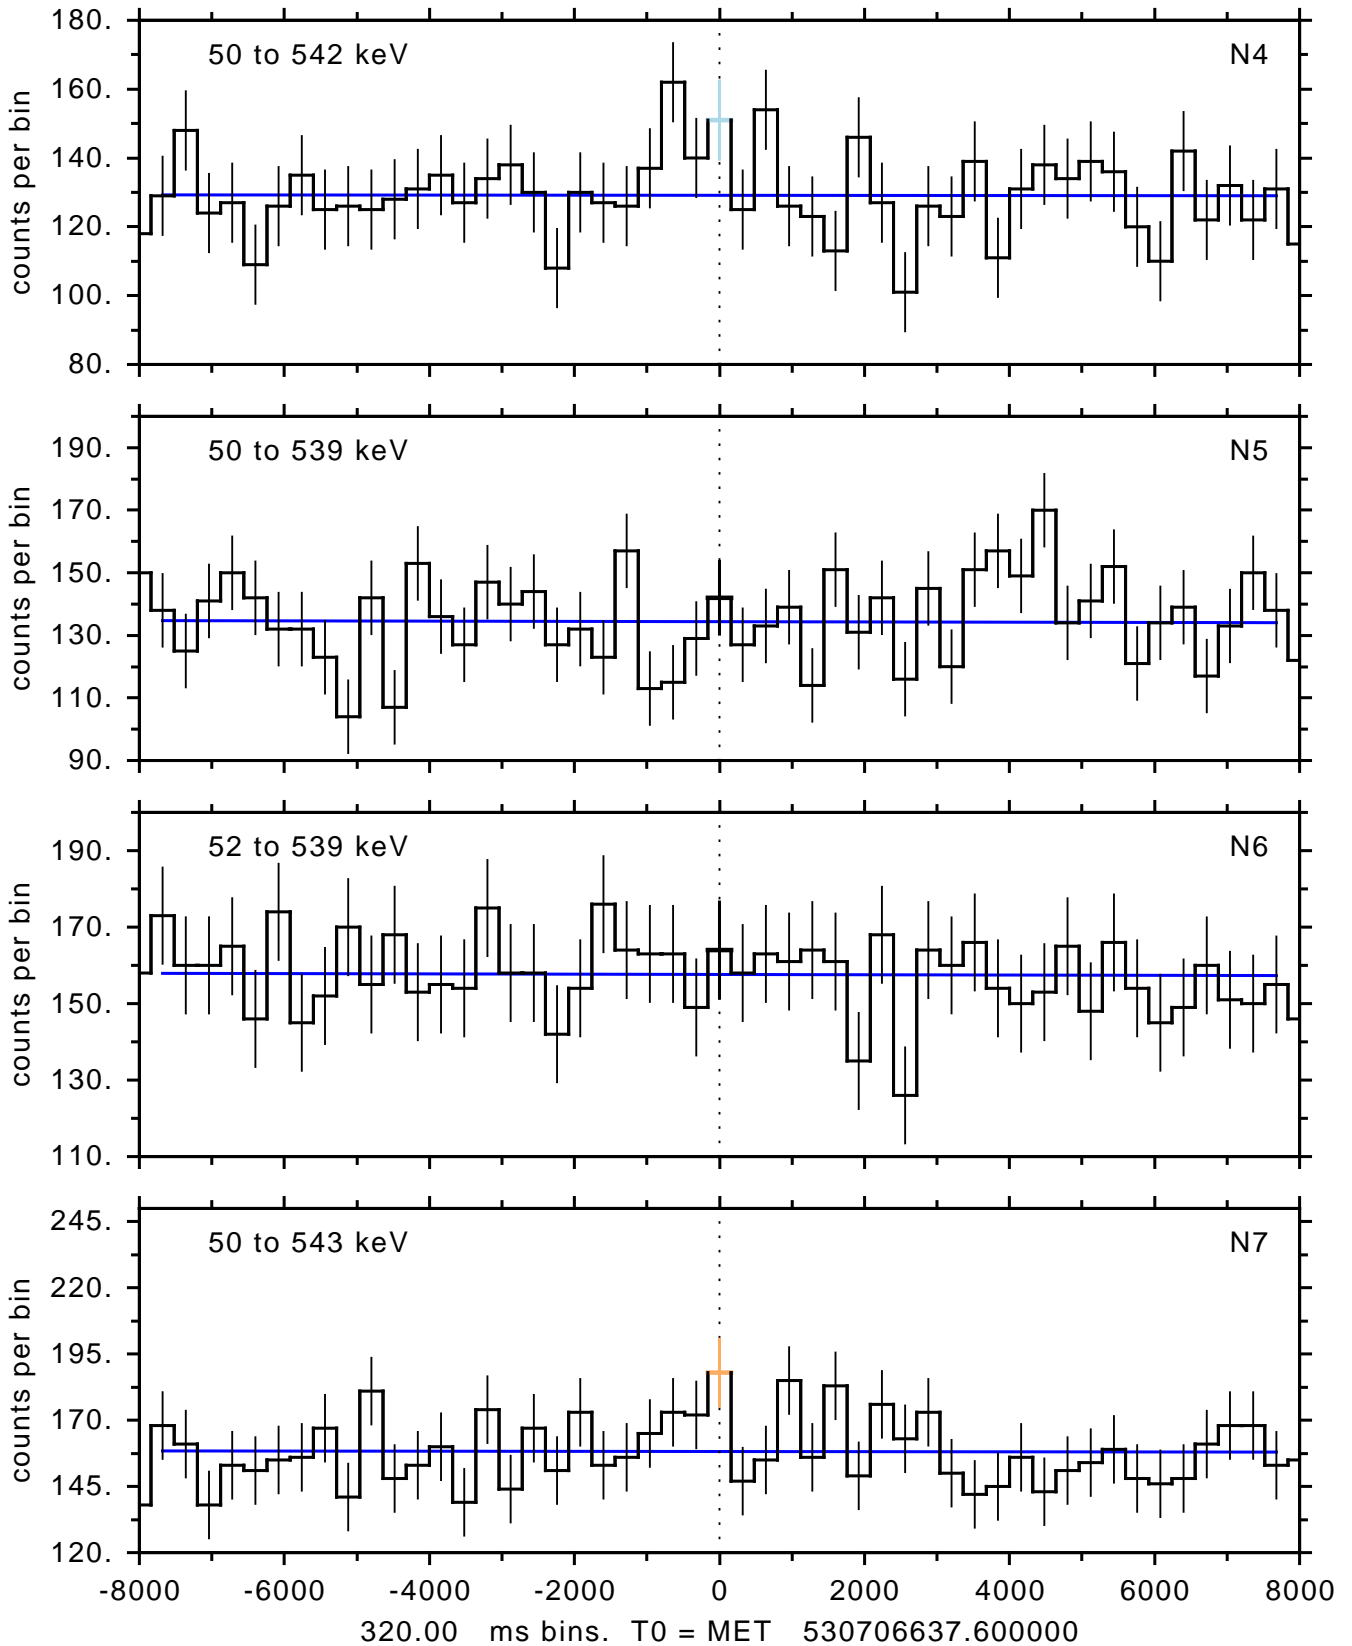 180.
160.
140.
120.
100.
80.
counts per bin
50 to 542 keV
N4
190.
170.
150.
130.
110.
90.
counts per bin
50 to 539 keV
N5
190.
170.
150.
130.
110.
counts per bin
52 to 539 keV
N6
245.
220.
195.
170.
145.
120.
counts per bin
50 to 543 keV
N7
-8000 -6000 -4000 -2000 0 2000 4000 6000 8000
320.00 ms bins. T0 = MET 530706637.600000